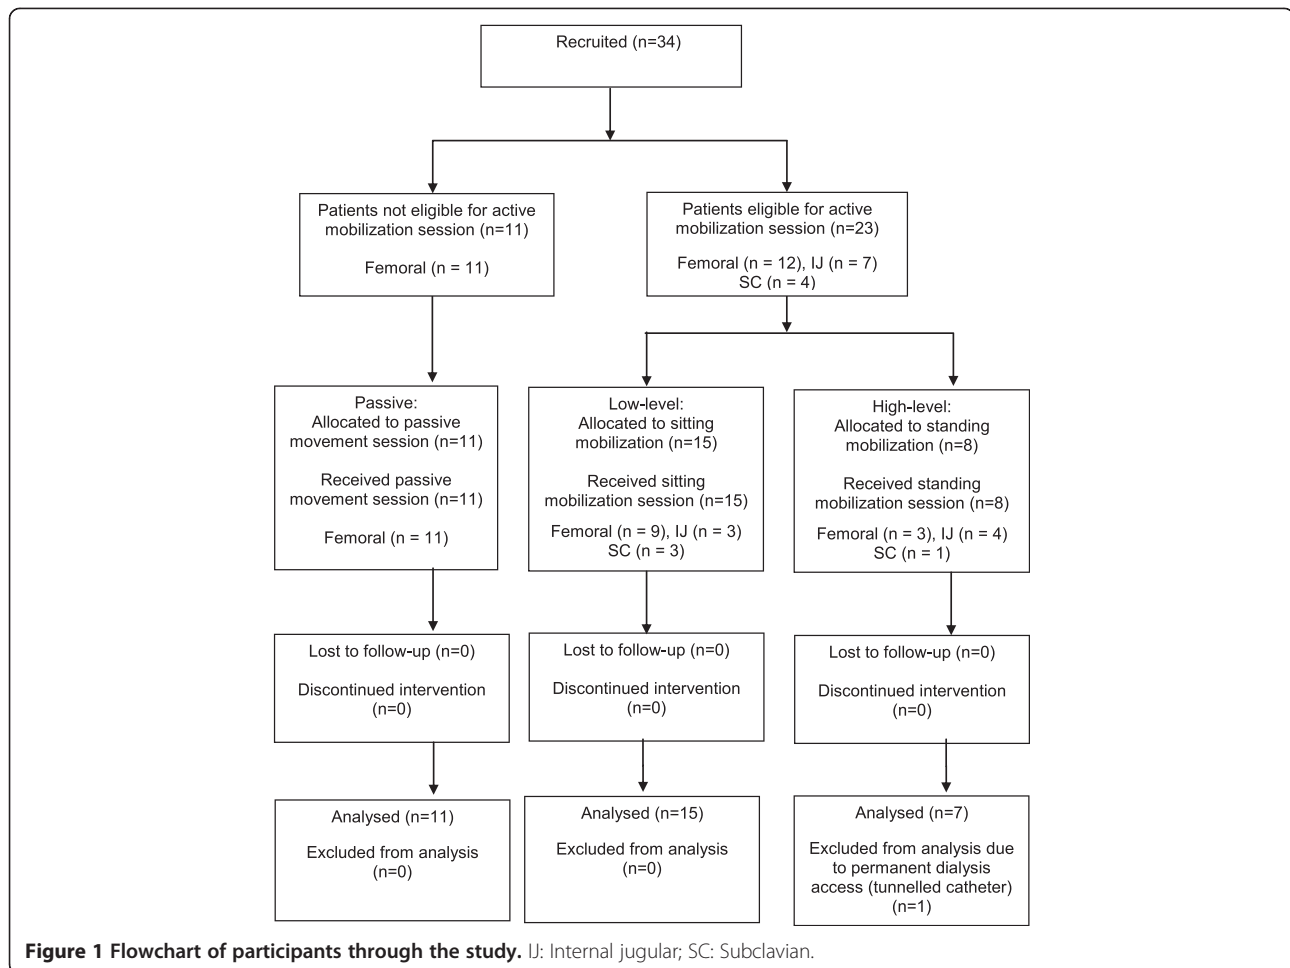 Recruited (n=34)
Patients not eligible for active
mobilization session (n=11)
Femoral (n = 11)
Patients eligible for active
mobilization session (n=23)
Femoral (n = 12), IJ (n = 7)
SC (n = 4)
Passive:
Allocated to passive
movement session (n=11)
Received passive
movement session (n=11)
Femoral (n = 11)
Low-level:
Allocated to sitting
mobilization (n=15)
Received sitting
mobilization session (n=15)
Femoral (n = 9), IJ (n = 3)
SC (n = 3)
High-level:
Allocated to standing
mobilization (n=8)
Received standing
mobilization session (n=8)
Femoral (n = 3), IJ (n = 4)
SC (n = 1)
Lost to follow-up (n=0)
Discontinued intervention
(n=0)
Lost to follow-up (n=0)
Discontinued intervention
(n=0)
Lost to follow-up (n=0)
Discontinued intervention
(n=0)
Analysed (n=11)
Excluded from analysis
(n=0)
Analysed (n=15)
Excluded from analysis
(n=0)
Analysed (n=7)
Excluded from analysis due
to permanent dialysis
access (tunnelled catheter)
(n=1)
Figure 1 Flowchart of participants through the study. IJ: Internal jugular; SC: Subclavian.